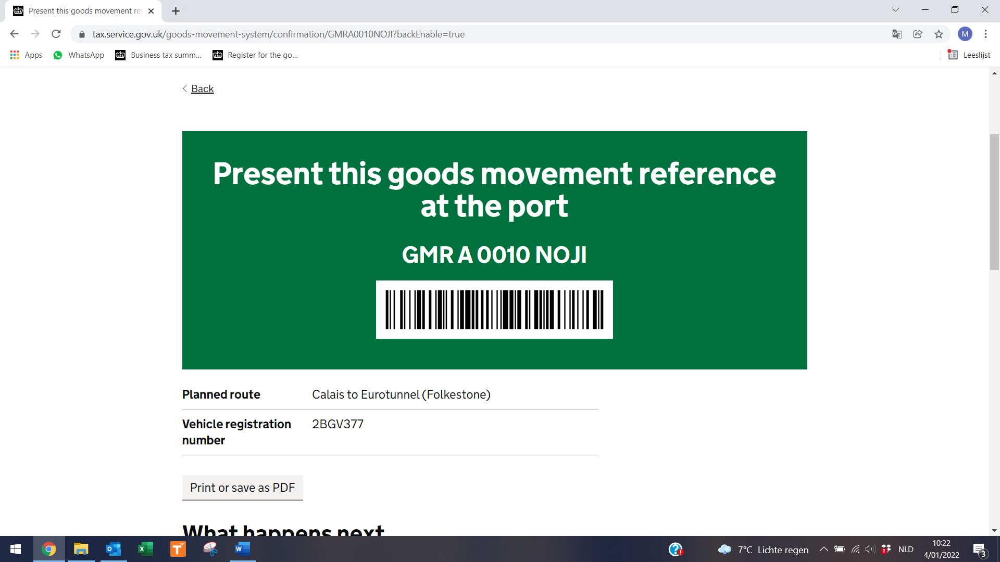 Present this goods movement re
tax.service.gov.uk/goods-movement-system/confirmation/GMRA0010NOJI?backEnable=true
M
Apps WhatsApp Business tax summ... Register for the go... Leeslijst
Back
Present this goods movement reference
at the port
GMR A 0010 NOJI
Planned route Calais to Eurotunnel (Folkestone)
Vehicle registration 2BGV377
number
Print or save as PDF
What happens next
7°C Lichte regen NLD 10:22
4/01/2022
3